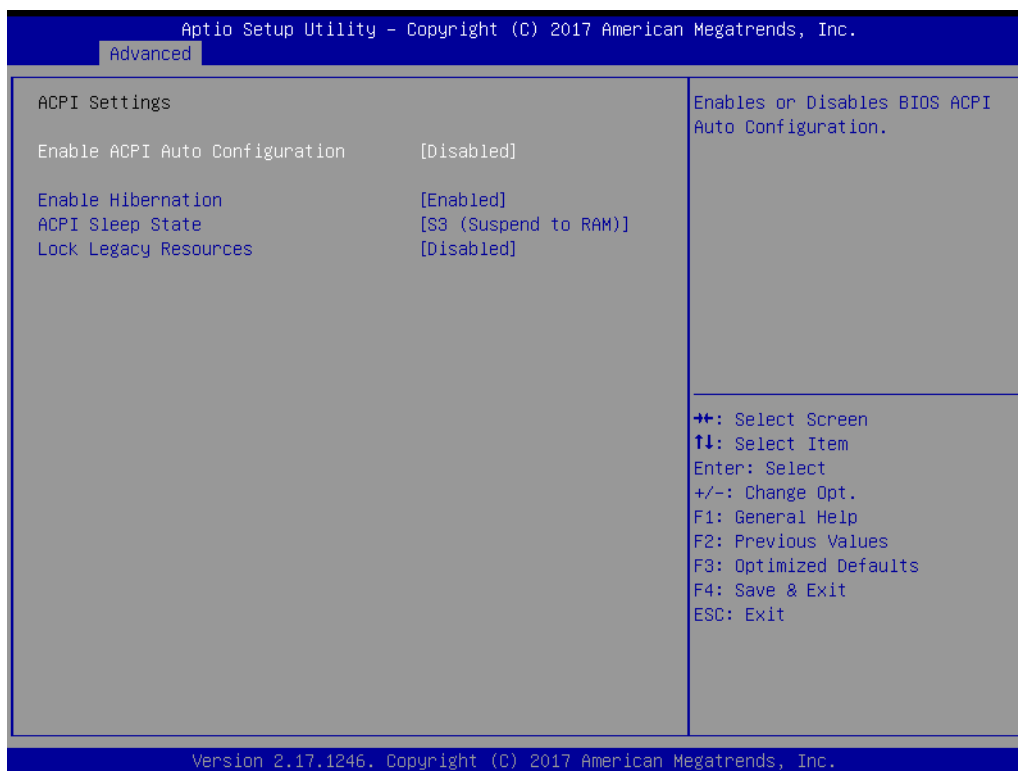 Aptio Setup Utility – Copyright (C) 2017 American Megatrends, Inc.
Advanced
ACPI Settings
Enable ACPI Auto Configuration [Disabled]
Enable Hibernation [Enabled]
ACPI Sleep State [S3 (Suspend to RAM)]
Lock Legacy Resources [Disabled]
Enables or Disables BIOS ACPI
Auto Configuration.
→←: Select Screen
↑↓: Select Item
Enter: Select
+/-: Change Opt.
F1: General Help
F2: Previous Values
F3: Optimized Defaults
F4: Save & Exit
ESC: Exit
Version 2.17.1246. Copyright (C) 2017 American Megatrends, Inc.